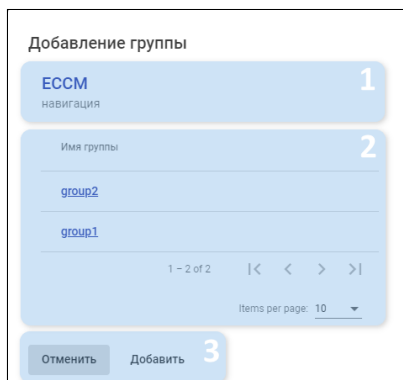 Добавление группы
ECCM
1
навигация
2
Имя группы
group2
group1
1 – 2 of 2
Items per page: 10
Отменить Добавить 3